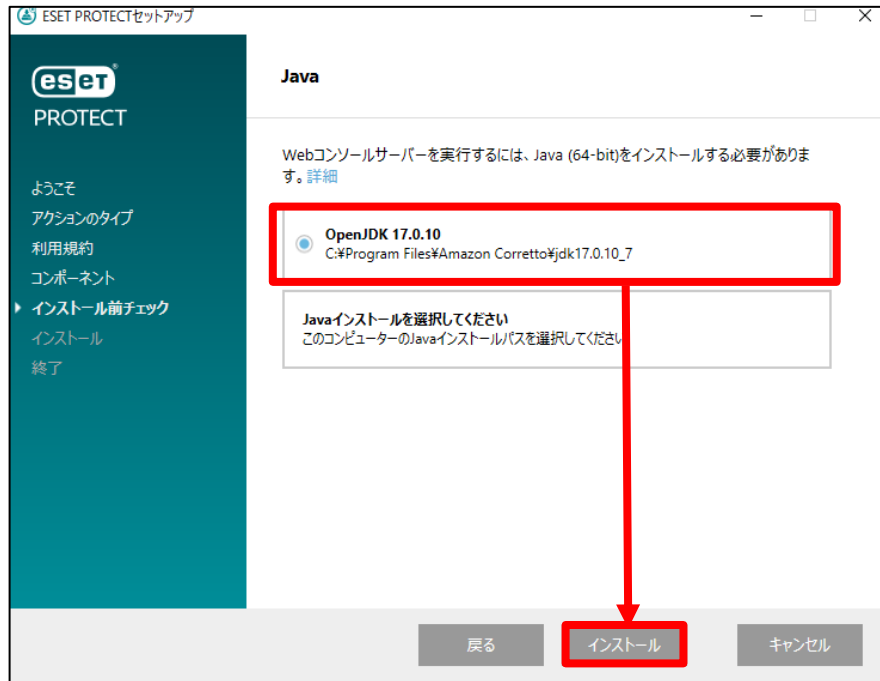 ESET PROTECTセットアップ
eseT
PROTECT
ようこそ
アクションのタイプ
利用規約
コンポーネント
インストール前チェック
インストール
終了
Java
Webコンソールサーバーを実行するには、Java (64-bit)をインストールする必要がありま
す。詳細
OpenJDK 17.0.10
C:¥Program Files¥Amazon Corretto¥jdk17.0.10_7
Javaインストールを選択してください
このコンピューターのJavaインストールパスを選択してください
戻る
インストール
キャンセル